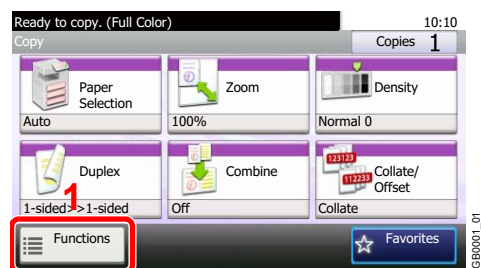 Ready to copy. (Full Color) 10:10
Copy Copies 1
Paper
Selection
Auto
Zoom
100%
Density
Normal 0
Duplex
1-sided>>1-sided
Combine
Off
123123
112233
Collate/
Offset
Collate
1
Functions
Favorites
GB0001_01